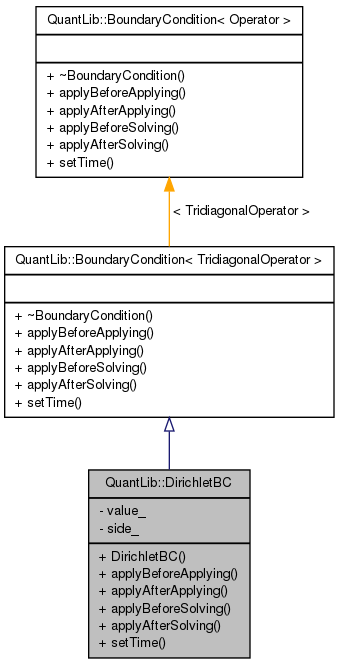 QuantLib::BoundaryCondition< Operator >
+ ~BoundaryCondition()
+ applyBeforeApplying()
+ applyAfterApplying()
+ applyBeforeSolving()
+ applyAfterSolving()
+ setTime()
< TridiagonalOperator >
QuantLib::BoundaryCondition< TridiagonalOperator >
+ ~BoundaryCondition()
+ applyBeforeApplying()
+ applyAfterApplying()
+ applyBeforeSolving()
+ applyAfterSolving()
+ setTime()
QuantLib::DirichletBC
- value_
- side_
+ DirichletBC()
+ applyBeforeApplying()
+ applyAfterApplying()
+ applyBeforeSolving()
+ applyAfterSolving()
+ setTime()